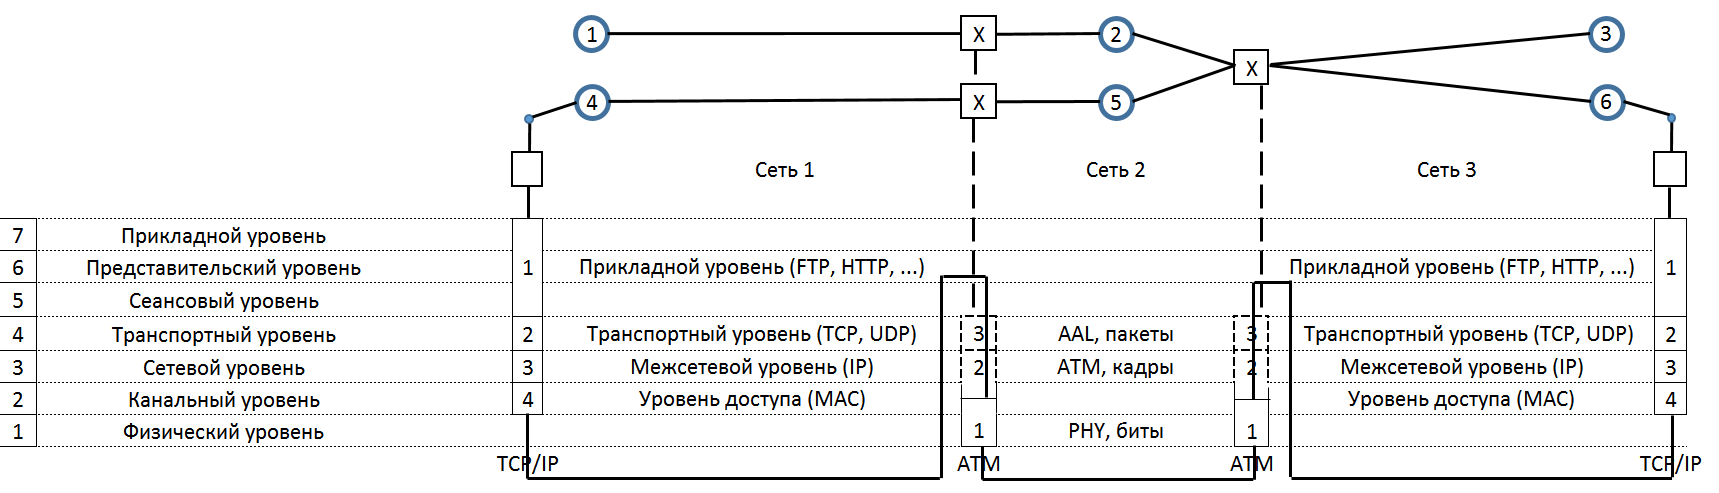 1 X 2 3
X
4 X 5 6
Сеть 1 Сеть 2 Сеть 3
7 Прикладной уровень
6 Представительский уровень 1 Прикладной уровень (FTP, HTTP, ...) Прикладной уровень (FTP, HTTP, ...) 1
5 Сеансовый уровень
4 Транспортный уровень 2 Транспортный уровень (TCP, UDP) 3 AAL, пакеты 3 Транспортный уровень (TCP, UDP) 2
3 Сетевой уровень 3 Межсетевой уровень (IP) 2 ATM, кадры 2 Межсетевой уровень (IP) 3
2 Канальный уровень 4 Уровень доступа (MAC) Уровень доступа (MAC) 4
1 Физический уровень 1 PHY, биты 1
TCP/IP ATM ATM TCP/IP